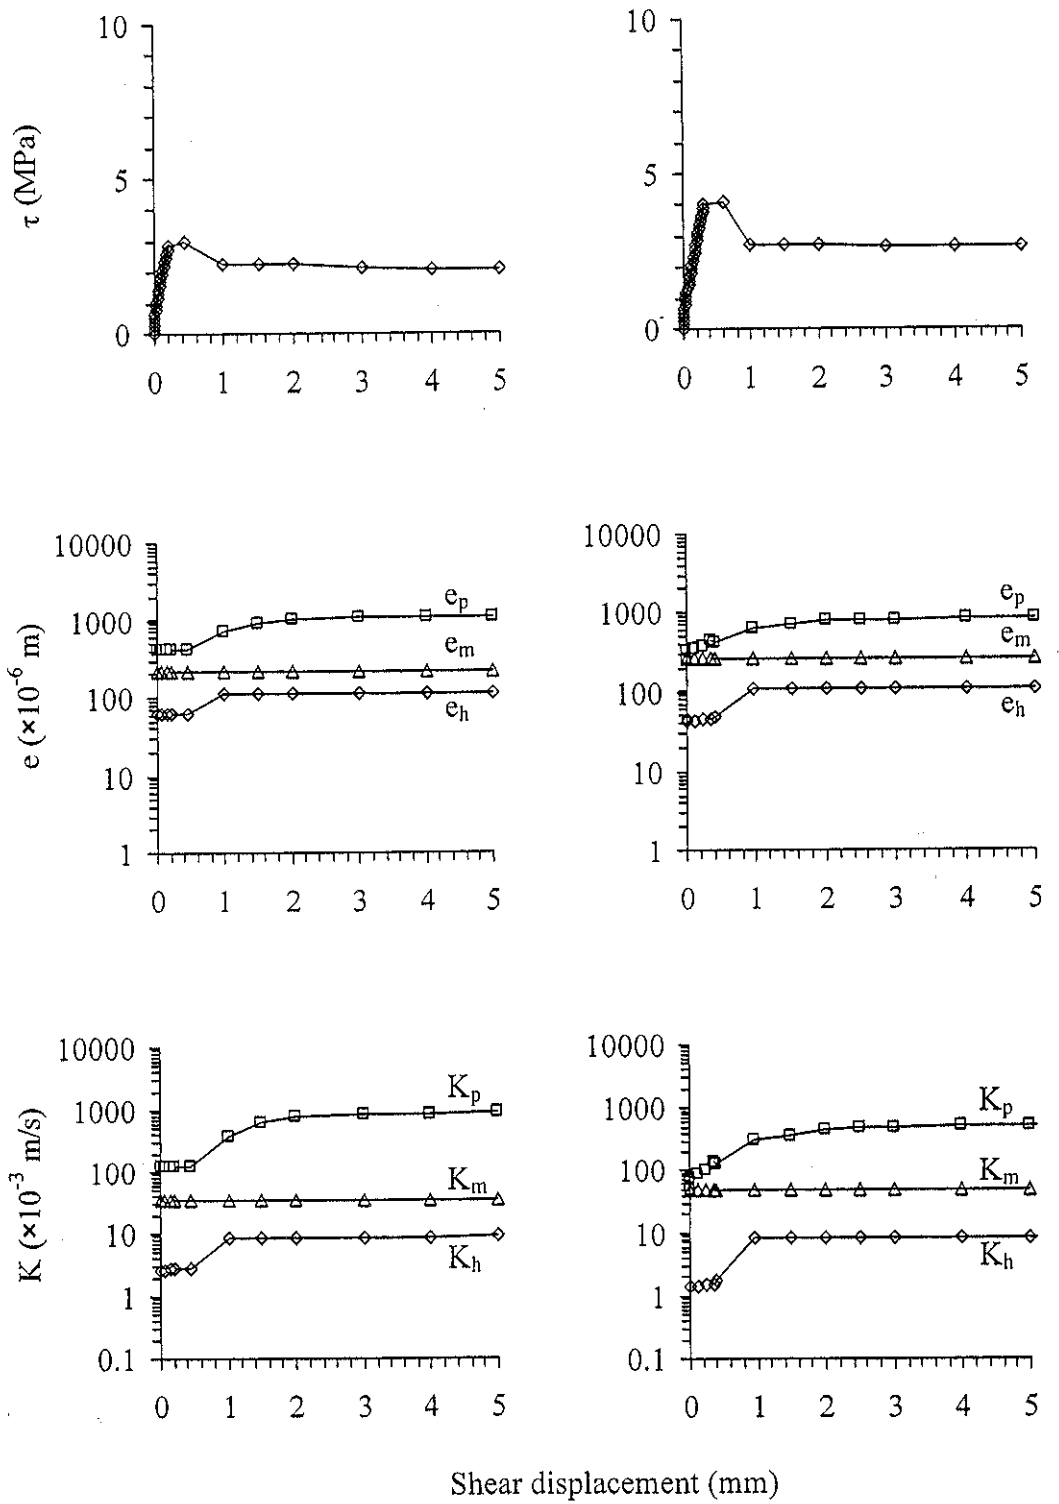 10 10
τ (MPa)
5 5
0 0
0 1 2 3 4 5 0 1 2 3 4 5
10000 10000
e (×10⁻⁶ m)
1000 eₚ 1000 eₚ
eₘ eₘ
100 100
eₕ eₕ
10 10
1 1
0 1 2 3 4 5 0 1 2 3 4 5
10000 10000
K (×10⁻³ m/s)
1000 Kₚ 1000 Kₚ
100 Kₘ 100 Kₘ
10 Kₕ 10 Kₕ
1 1
0.1 0.1
0 1 2 3 4 5 0 1 2 3 4 5
Shear displacement (mm)